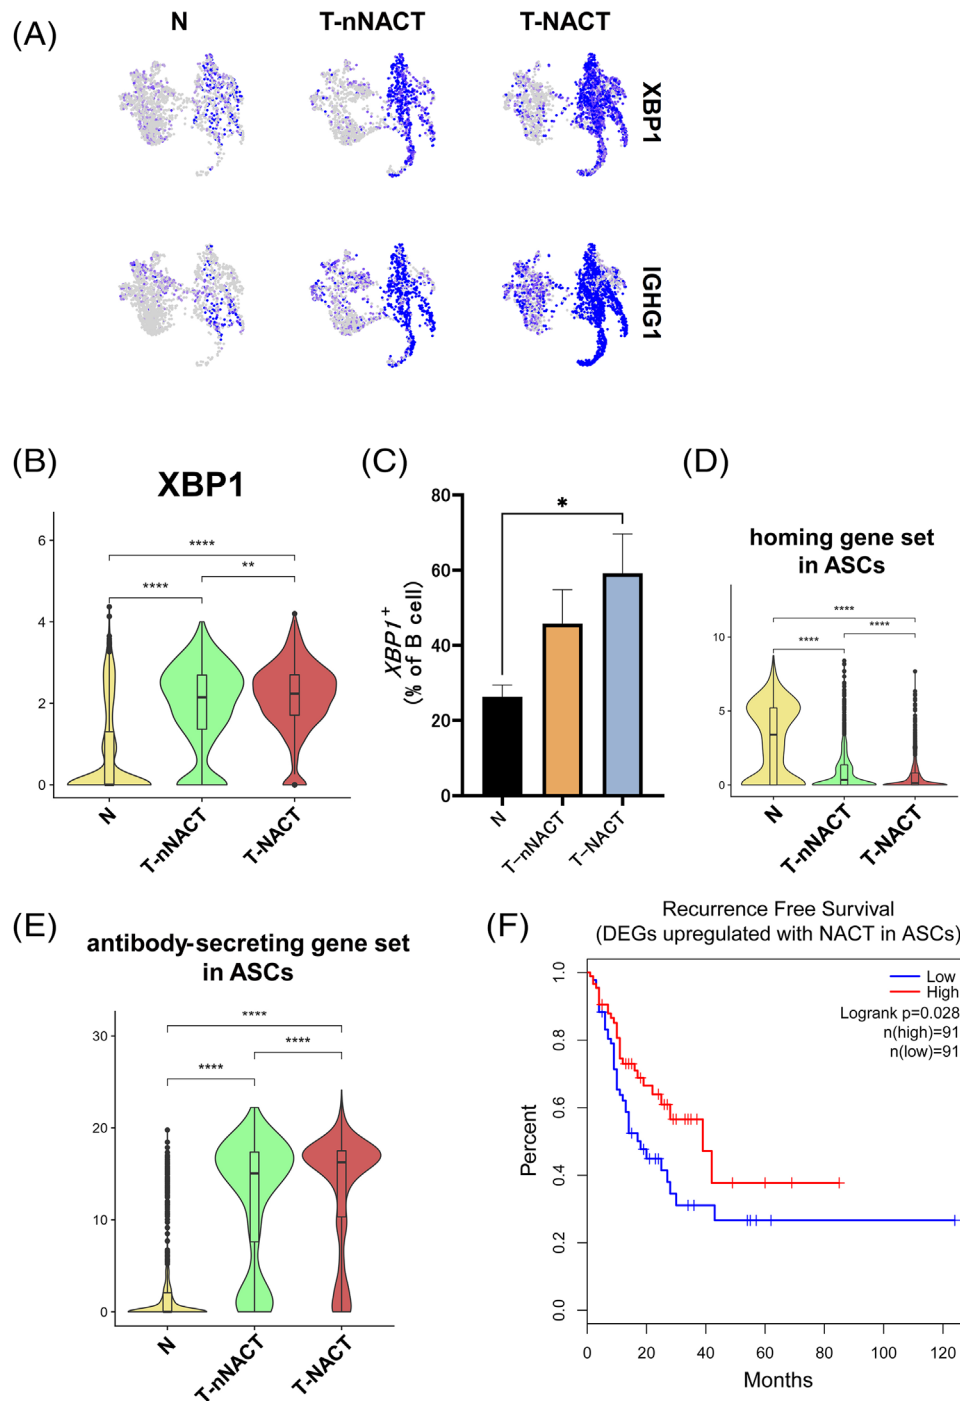 (A)
N
T-nNACT
T-NACT
XBP1
IGHG1
(B)
XBP1
6
4
2
0
****
****
**
N
T-nNACT
T-NACT
(C)
XBP1+
(% of B cell)
80
60
40
20
0
*
N
T-nNACT
T-NACT
(D)
homing gene set
in ASCs
10
5
0
****
****
****
N
T-nNACT
T-NACT
(E)
antibody-secreting gene set
in ASCs
30
20
10
0
****
****
****
N
T-nNACT
T-NACT
(F)
Recurrence Free Survival
(DEGs upregulated with NACT in ASCs)
Low
High
Logrank p=0.028
n(high)=91
n(low)=91
Percent
1.0
0.8
0.6
0.4
0.2
0.0
0 20 40 60 80 100 120
Months